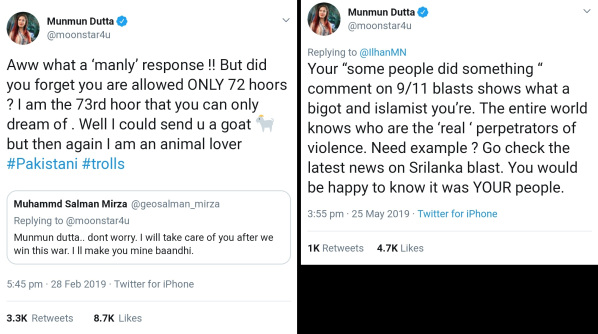 Munmun Dutta
@moonstar4u
Aww what a ‘manly’ response !! But did
you forget you are allowed ONLY 72 hoors
? I am the 73rd hoor that you can only
dream of . Well I could send u a goat 🐐
but then again I am an animal lover
#Pakistani #trolls
Muhammd Salman Mirza @geosalman_mirza
Replying to @moonstar4u
Munmun dutta.. dont worry. I will take care of you after we
win this war. I ll make you mine baandhi.
5:45 pm · 28 Feb 2019 · Twitter for iPhone
3.3K Retweets 8.7K Likes
Munmun Dutta
@moonstar4u
Replying to @IlhanMN
Your “some people did something “
comment on 9/11 blasts shows what a
bigot and islamist you’re. The entire world
knows who are the ‘real ‘ perpetrators of
violence. Need example ? Go check the
latest news on Srilanka blast. You would
be happy to know it was YOUR people.
3:55 pm · 25 May 2019 · Twitter for iPhone
1K Retweets 4.7K Likes